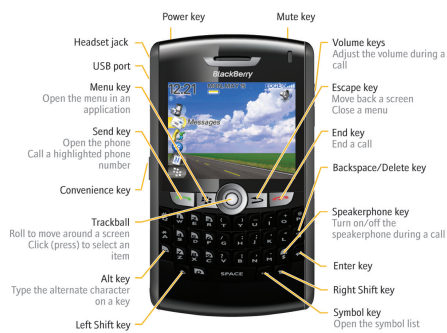 Power key
Mute key
Headset jack
USB port
Menu key
Open the menu in an
application
Send key
Open the phone
Call a highlighted phone
number
Convenience key
Trackball
Roll to move around a screen
Click (press) to select an
item
Alt key
Type the alternate character
on a key
Left Shift key
Volume keys
Adjust the volume during a
call
Escape key
Move back a screen
Close a menu
End key
End a call
Backspace/Delete key
Speakerphone key
Turn on/off the
speakerphone during a call
Enter key
Right Shift key
Symbol key
Open the symbol list
BlackBerry
12:21
Messages
SPACE